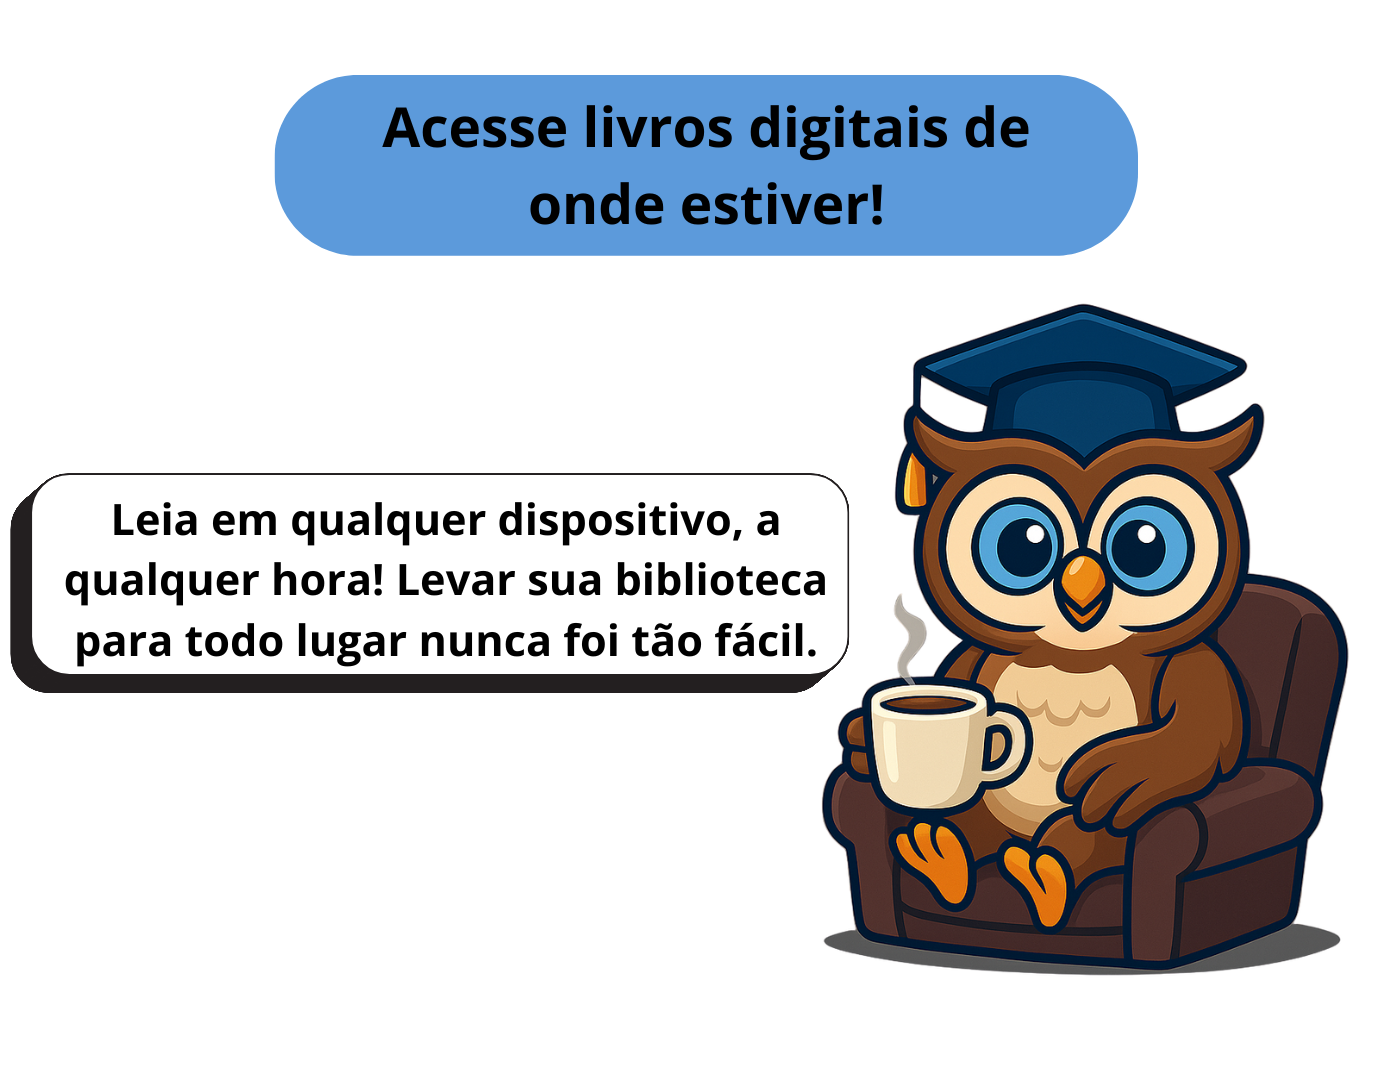 Acesse livros digitais de
onde estiver!
Leia em qualquer dispositivo, a
qualquer hora! Levar sua biblioteca
para todo lugar nunca foi tão fácil.